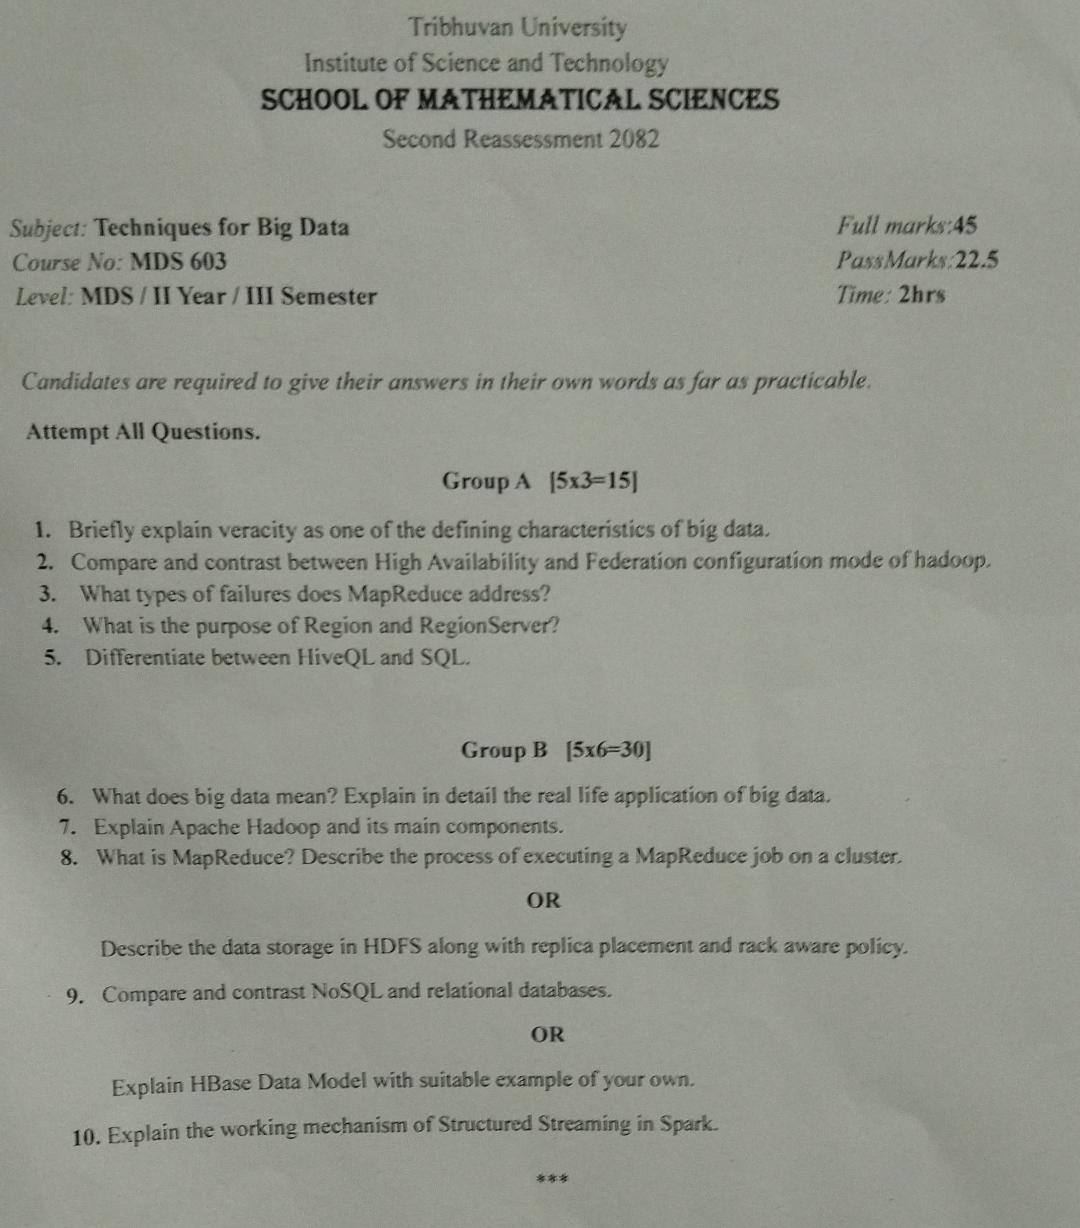 Tribhuvan University
Institute of Science and Technology
SCHOOL OF MATHEMATICAL SCIENCES
Second Reassessment 2082
Subject: Techniques for Big Data
Full marks:45
Course No: MDS 603
PassMarks:22.5
Level: MDS / II Year / III Semester
Time: 2hrs
Candidates are required to give their answers in their own words as far as practicable.
Attempt All Questions.
Group A [5x3=15]
1. Briefly explain veracity as one of the defining characteristics of big data.
2. Compare and contrast between High Availability and Federation configuration mode of hadoop.
3. What types of failures does MapReduce address?
4. What is the purpose of Region and RegionServer?
5. Differentiate between HiveQL and SQL.
Group B [5x6=30]
6. What does big data mean? Explain in detail the real life application of big data.
7. Explain Apache Hadoop and its main components.
8. What is MapReduce? Describe the process of executing a MapReduce job on a cluster.
OR
Describe the data storage in HDFS along with replica placement and rack aware policy.
9. Compare and contrast NoSQL and relational databases.
OR
Explain HBase Data Model with suitable example of your own.
10. Explain the working mechanism of Structured Streaming in Spark.
***